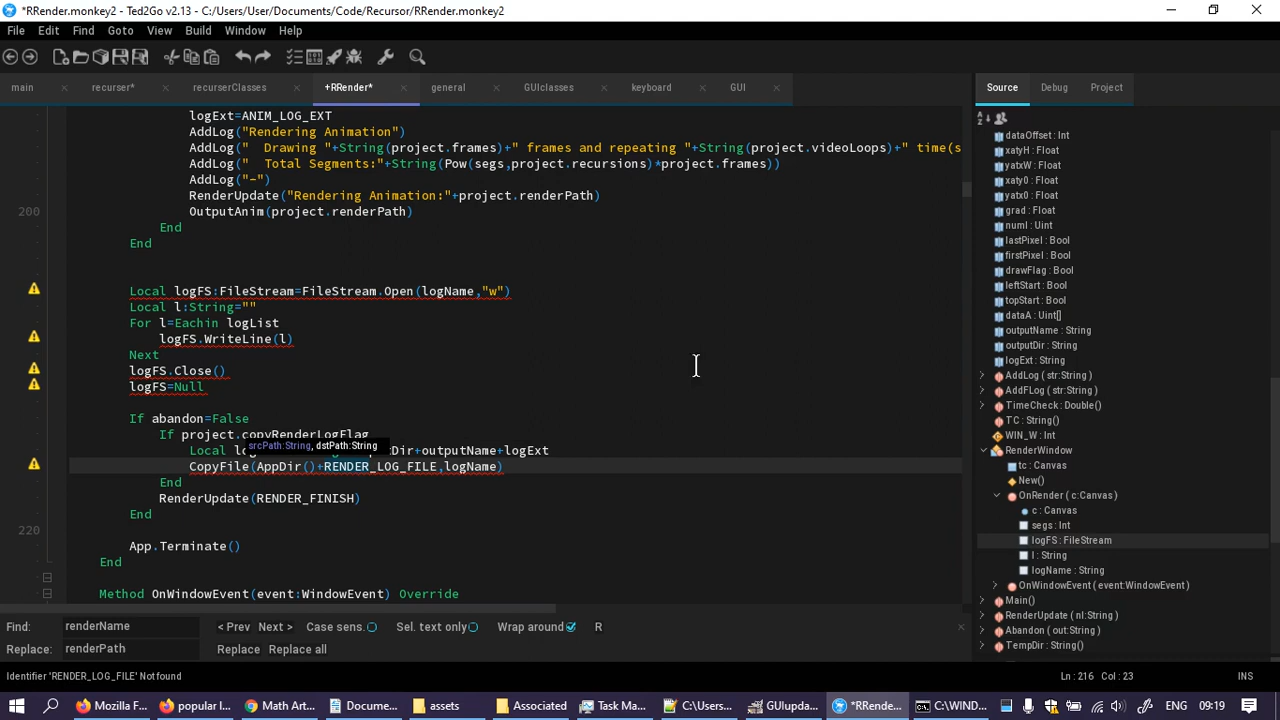 *RRender.monkey2 - Ted2Go v2.13 - C:/Users/User/Documents/Code/Recursor/RRender.monkey2
File Edit Find Goto View Build Window Help
main recurser* recurserClasses +RRender* general GUIclasses keyboard GUI
Source Debug Project
logExt=ANIM_LOG_EXT
AddLog("Rendering Animation")
AddLog("  Drawing "+String(project.frames)+" frames and repeating "+String(project.videoLoops)+" time(s
AddLog("  Total Segments:"+String(Pow(segs,project.recursions)*project.frames))
AddLog("-")
RenderUpdate("Rendering Animation:"+project.renderPath)
200 OutputAnim(project.renderPath)
End
End
Local logFS:FileStream=FileStream.Open(logName,"w")
Local l:String=""
For l=Eachin logList
logFS.WriteLine(l)
Next
logFS.Close()
logFS=Null
If abandon=False
If project.copyRenderLogFlag
srcPath:String, dstPath:String
Local Dir+outputName+logExt
CopyFile(AppDir()+RENDER_LOG_FILE,logName)
End
RenderUpdate(RENDER_FINISH)
End
220
App.Terminate()
End
Method OnWindowEvent(event:WindowEvent) Override
dataOffset : Int
xatyH : Float
yatxW : Float
xaty0 : Float
yatx0 : Float
grad : Float
numI : Uint
lastPixel : Bool
firstPixel : Bool
drawFlag : Bool
leftStart : Bool
topStart : Bool
dataA : Uint[]
outputName : String
outputDir : String
logExt : String
AddLog ( str:String )
AddFLog ( str:String )
TimeCheck : Double()
TC() : String
WIN_W : Int
RenderWindow
tc : Canvas
New()
OnRender ( c:Canvas )
c : Canvas
segs : Int
logFS : FileStream
l : String
logName : String
OnWindowEvent ( event:WindowEvent )
Main()
RenderUpdate ( nl:String )
Abandon ( out:String )
TempDir : String()
Find: renderName < Prev Next > Case sens. Sel. text only Wrap around R
Replace: renderPath Replace Replace all
Identifier 'RENDER_LOG_FILE' Notfound
Ln : 216 Col : 23 INS
Mozilla F... popular l... Math Art... Docume... assets Associated Task Ma... C:\Users... GUIupda... *RRende... C:\WIND... ENG 09:19